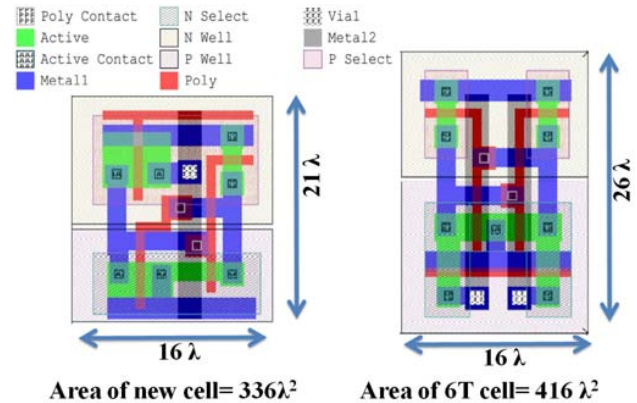 Poly Contact
N Select
Via1
Active
N Well
Metal2
Active Contact
P Well
P Select
Metal1
Poly
21 λ
26 λ
16 λ
16 λ
Area of new cell= 336λ²
Area of 6T cell= 416 λ²